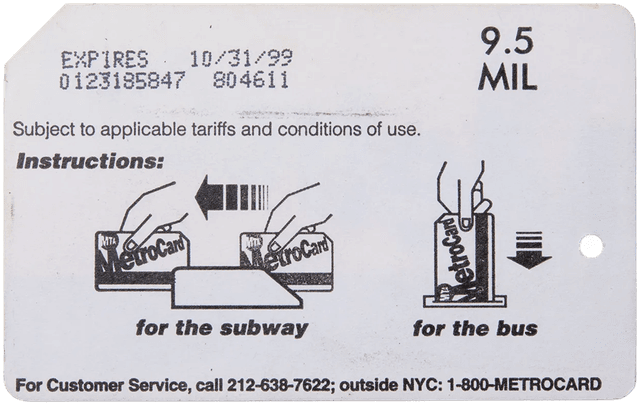 EXPIRES 10/31/99
0123185847 804611
9.5
MIL
Subject to applicable tariffs and conditions of use.
Instructions:
MTA
MetroCard
MTA
MetroCard
MetroCard
for the subway
for the bus
For Customer Service, call 212-638-7622; outside NYC: 1-800-METROCARD